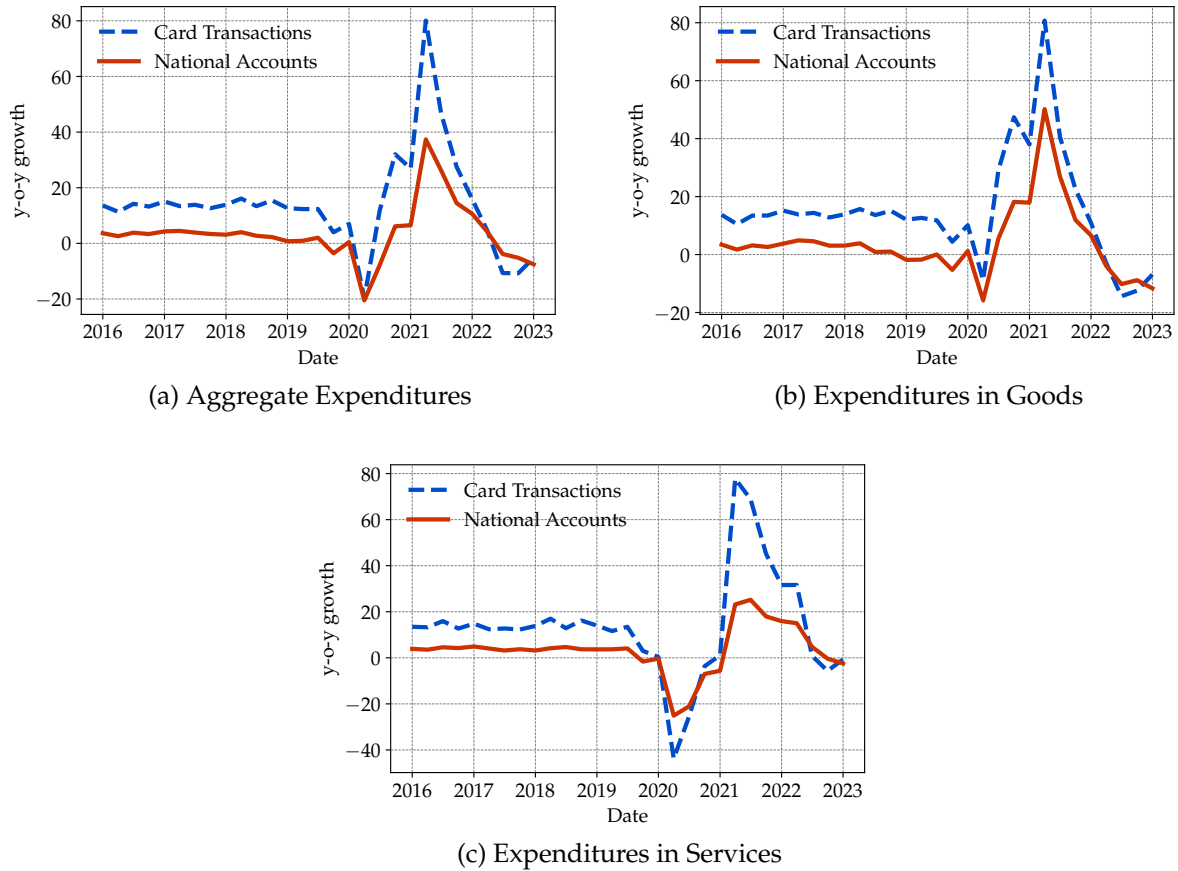 Card Transactions
National Accounts
y-o-y growth
80
60
40
20
0
−20
2016 2017 2018 2019 2020 2021 2022 2023
Date
(a) Aggregate Expenditures
Card Transactions
National Accounts
y-o-y growth
80
60
40
20
0
−20
2016 2017 2018 2019 2020 2021 2022 2023
Date
(b) Expenditures in Goods
Card Transactions
National Accounts
y-o-y growth
80
60
40
20
0
−20
−40
2016 2017 2018 2019 2020 2021 2022 2023
Date
(c) Expenditures in Services